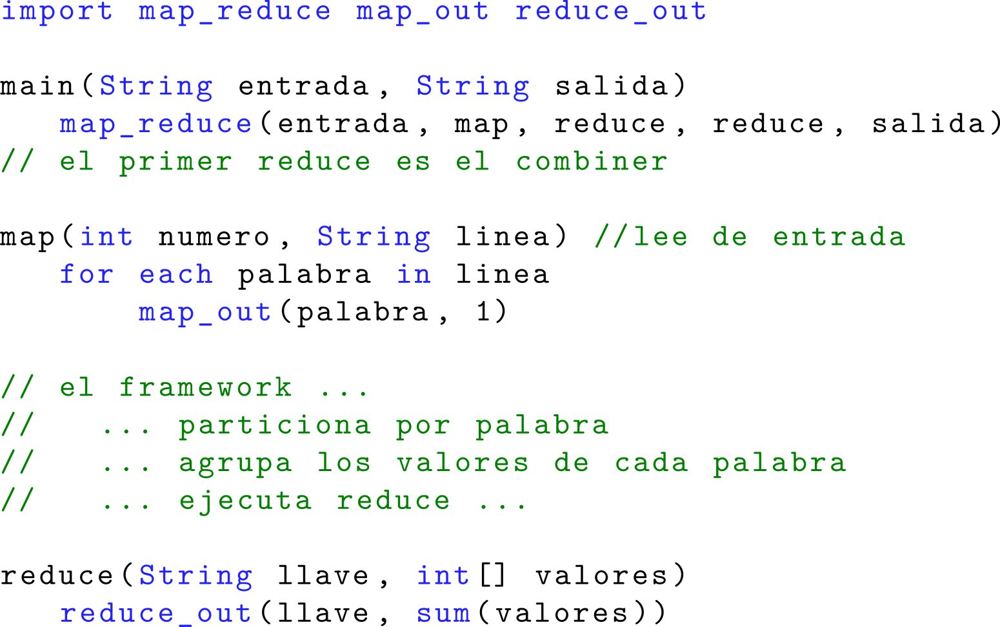 import map_reduce map_out reduce_out
main(String entrada, String salida)
map_reduce(entrada, map, reduce, reduce, salida)
// el primer reduce es el combiner
map(int numero, String linea) //lee de entrada
for each palabra in linea
map_out(palabra, 1)
// el framework ...
// ... particiona por palabra
// ... agrupa los valores de cada palabra
// ... ejecuta reduce ...
reduce(String llave, int[] valores)
reduce_out(llave, sum(valores))